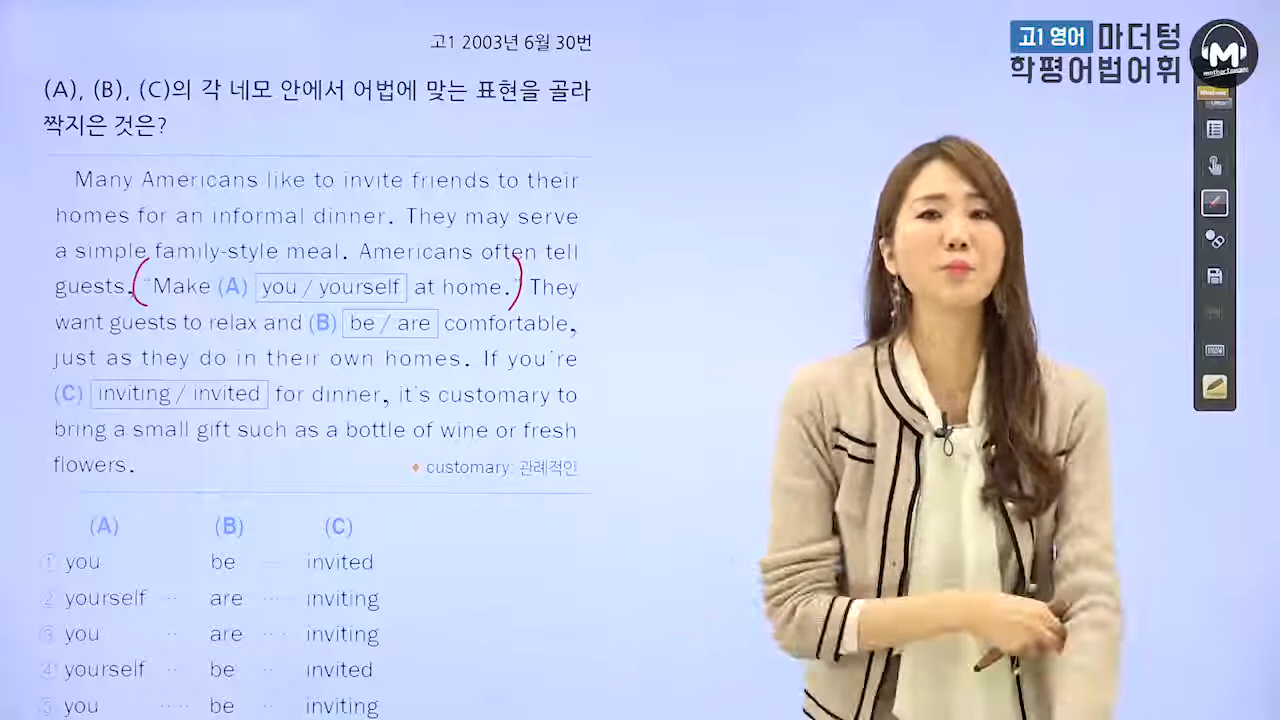 고1 2003년 6월 30번
고1 영어 마더텅
학평어법어휘
M
(A), (B), (C)의 각 네모 안에서 어법에 맞는 표현을 골라
짝지은 것은?
Many Americans like to invite friends to their
homes for an informal dinner. They may serve
a simple family-style meal. Americans often tell
guests, "Make (A) you / yourself at home." They
want guests to relax and (B) be / are comfortable,
just as they do in their own homes. If you're
(C) inviting / invited for dinner, it's customary to
bring a small gift such as a bottle of wine or fresh
flowers.
customary: 관례적인
(A) (B) (C)
① you be invited
② yourself are inviting
③ you are inviting
④ yourself be invited
⑤ you be inviting